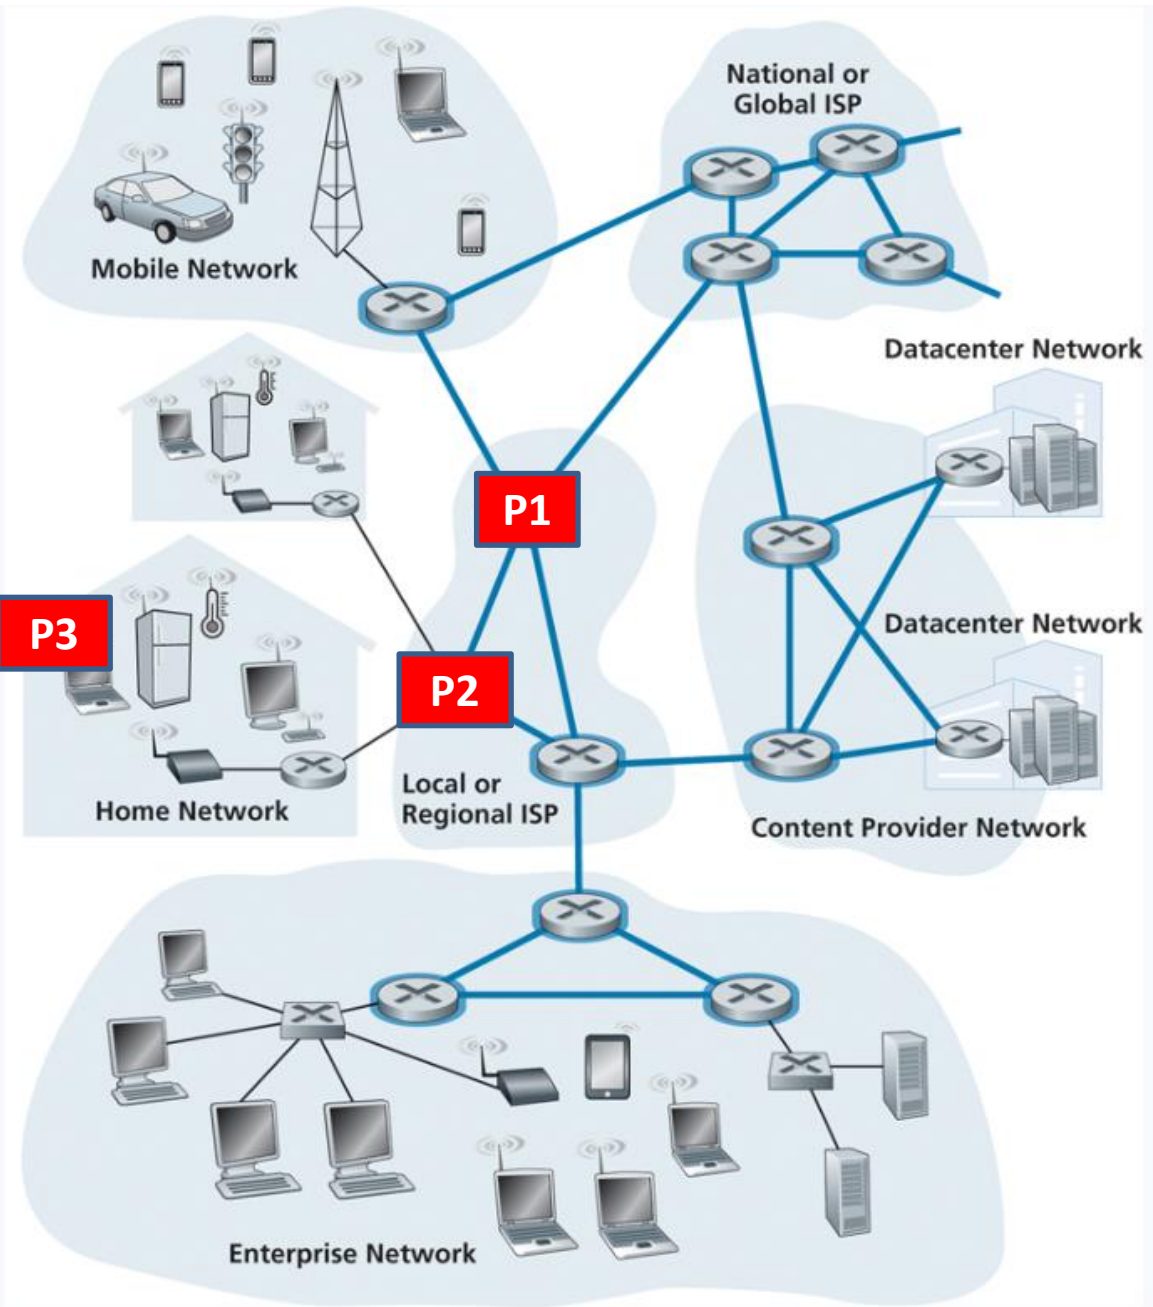 National or
Global ISP
Mobile Network
Datacenter Network
P1
P3
Datacenter Network
P2
Local or
Regional ISP
Home Network
Content Provider Network
Enterprise Network